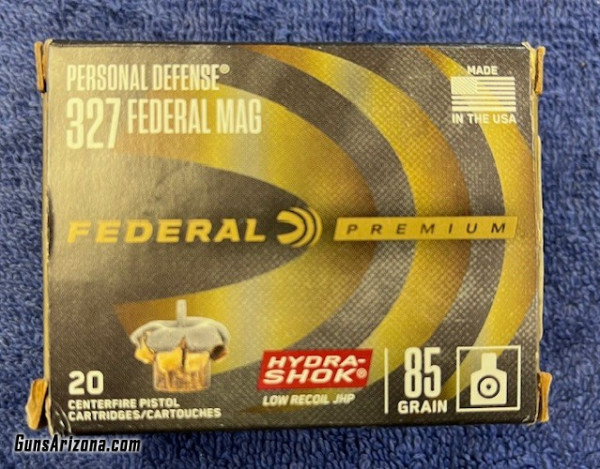 PERSONAL DEFENSE®
327 FEDERAL MAG
MADE
IN THE USA
FEDERAL PREMIUM
20
CENTERFIRE PISTOL
CARTRIDGES/CARTOUCHES
HYDRA-
SHOK®
LOW RECOIL JHP
85
GRAIN
GunsArizona.com